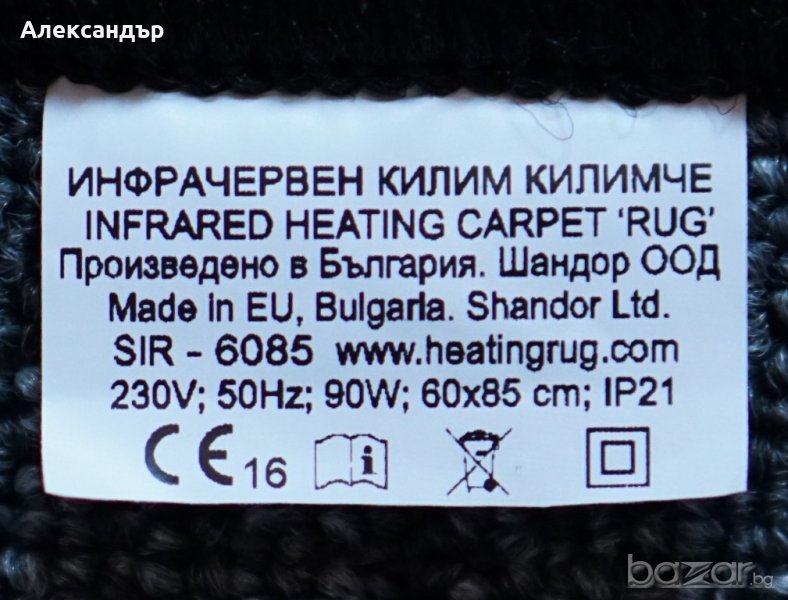 Александър
ИНФРАЧЕРВЕН КИЛИМ КИЛИМЧЕ
INFRARED HEATING CARPET ‘RUG’
Произведено в България. Шандор ООД
Made in EU, Bulgaria. Shandor Ltd.
SIR - 6085 www.heatingrug.com
230V; 50Hz; 90W; 60x85 cm; IP21
CE 16
bazar.bg